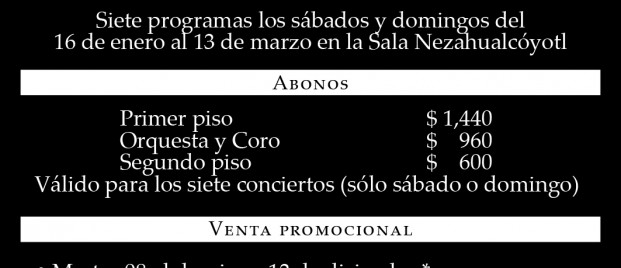 Siete programas los sábados y domingos del
16 de enero al 13 de marzo en la Sala Nezahualcóyotl
ABONOS
Primer piso $ 1,440
Orquesta y Coro $ 960
Segundo piso $ 600
Válido para los siete conciertos (sólo sábado o domingo)
VENTA PROMOCIONAL